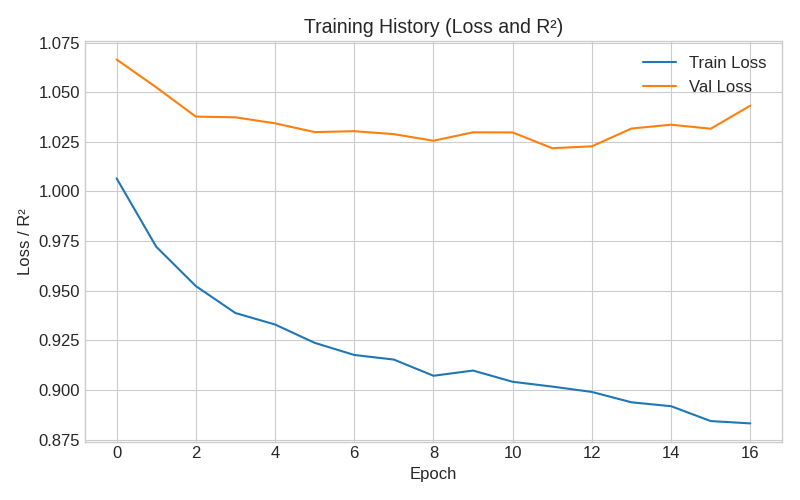 Training History (Loss and R²)
1.075
1.050
1.025
1.000
0.975
0.950
0.925
0.900
0.875
Loss / R²
Train Loss
Val Loss
0 2 4 6 8 10 12 14 16
Epoch